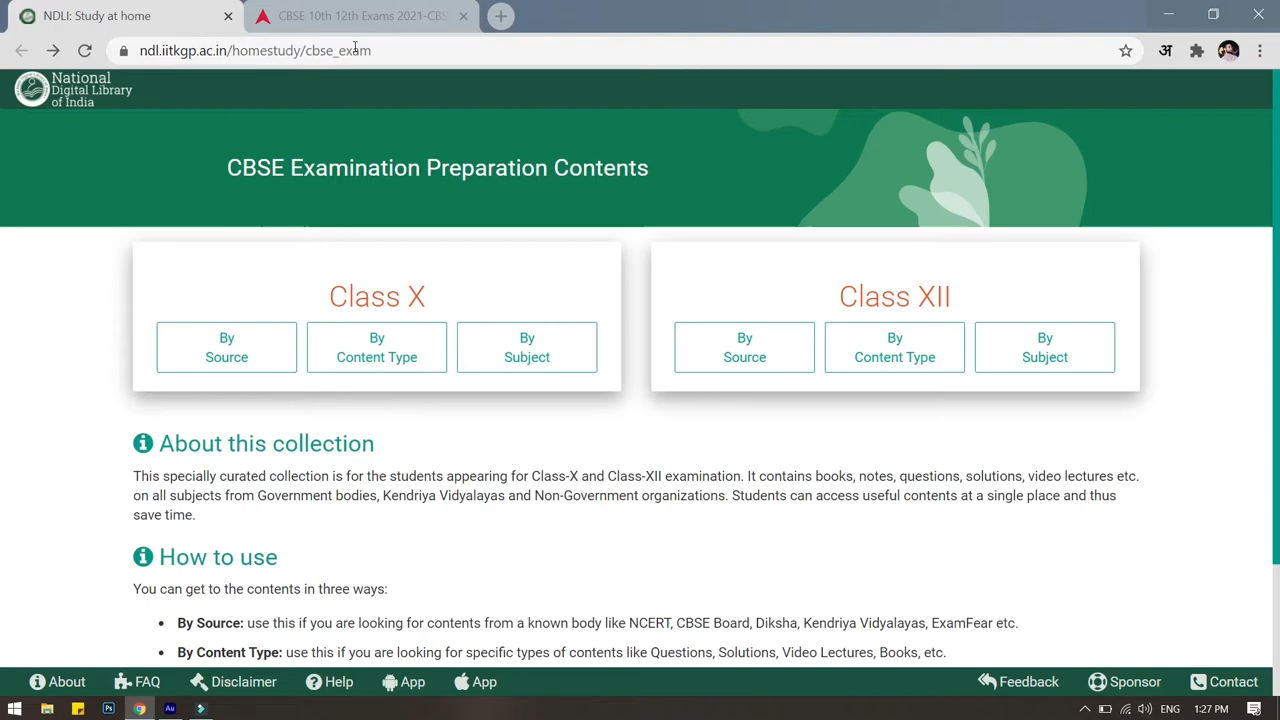 NDLI: Study at home
CBSE 10th 12th Exams 2021-CBS
ndl.iitkgp.ac.in/homestudy/cbse_exam
अ
National
Digital Library
of India
CBSE Examination Preparation Contents
Class X
By
Source
By
Content Type
By
Subject
Class XII
By
Source
By
Content Type
By
Subject
About this collection
This specially curated collection is for the students appearing for Class-X and Class-XII examination. It contains books, notes, questions, solutions, video lectures etc.
on all subjects from Government bodies, Kendriya Vidyalayas and Non-Government organizations. Students can access useful contents at a single place and thus
save time.
How to use
You can get to the contents in three ways:
• By Source: use this if you are looking for contents from a known body like NCERT, CBSE Board, Diksha, Kendriya Vidyalayas, ExamFear etc.
• By Content Type: use this if you are looking for specific types of contents like Questions, Solutions, Video Lectures, Books, etc.
About FAQ Disclaimer Help App App Feedback Sponsor Contact
Ps Au ENG 1:27 PM